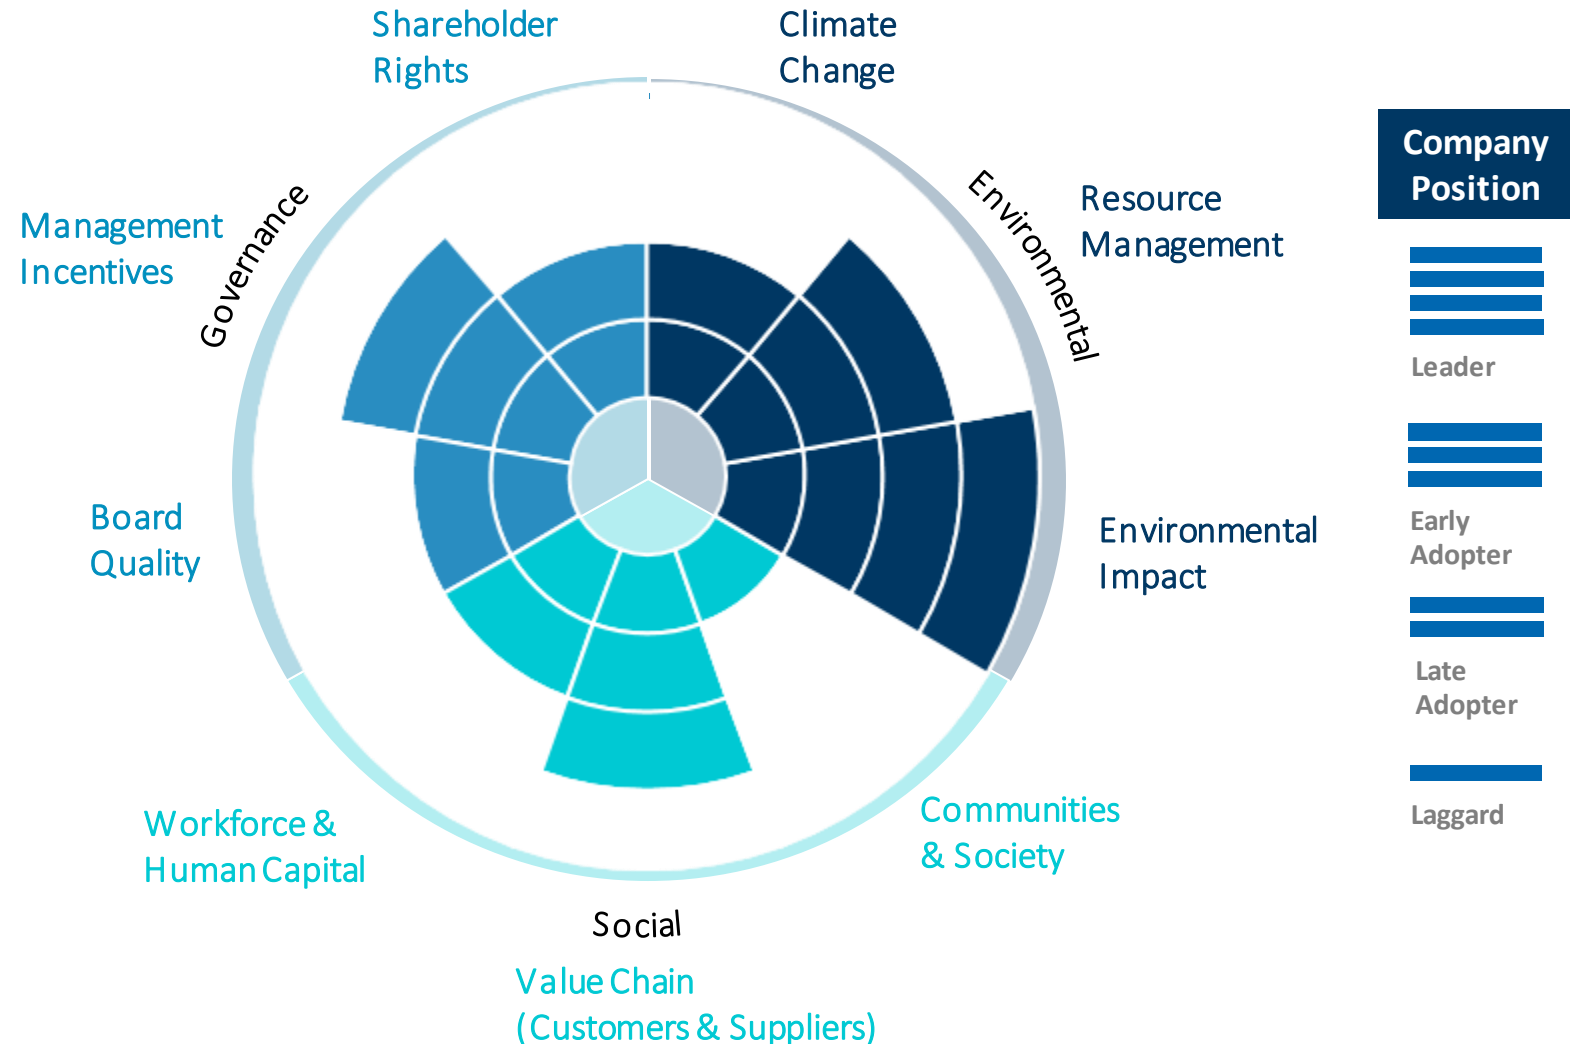 Shareholder
Rights
Climate
Change
Company
Position
Governance
Environmental
Management
Incentives
Resource
Management
Leader
Board
Quality
Environmental
Impact
Early
Adopter
Late
Adopter
Workforce &
Human Capital
Communities
& Society
Laggard
Social
Value Chain
(Customers & Suppliers)